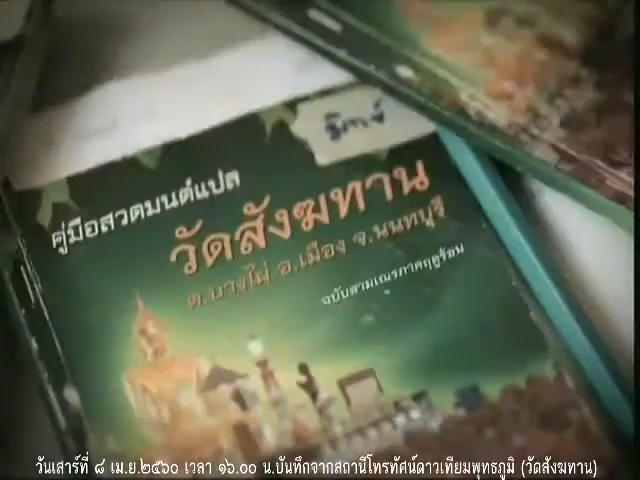 คู่มือสวดมนต์แปล
วัดสังฆทาน
ต.บางไผ่ อ.เมือง จ.นนทบุรี
ฉบับสามเณรภาคฤดูร้อน
วันเสาร์ที่ ๘ เม.ย.๒๕๖๐ เวลา ๑๖.๐๐ น.บันทึกจากสถานีโทรทัศน์ดาวเทียมพุทธภูมิ (วัดสังฆทาน)